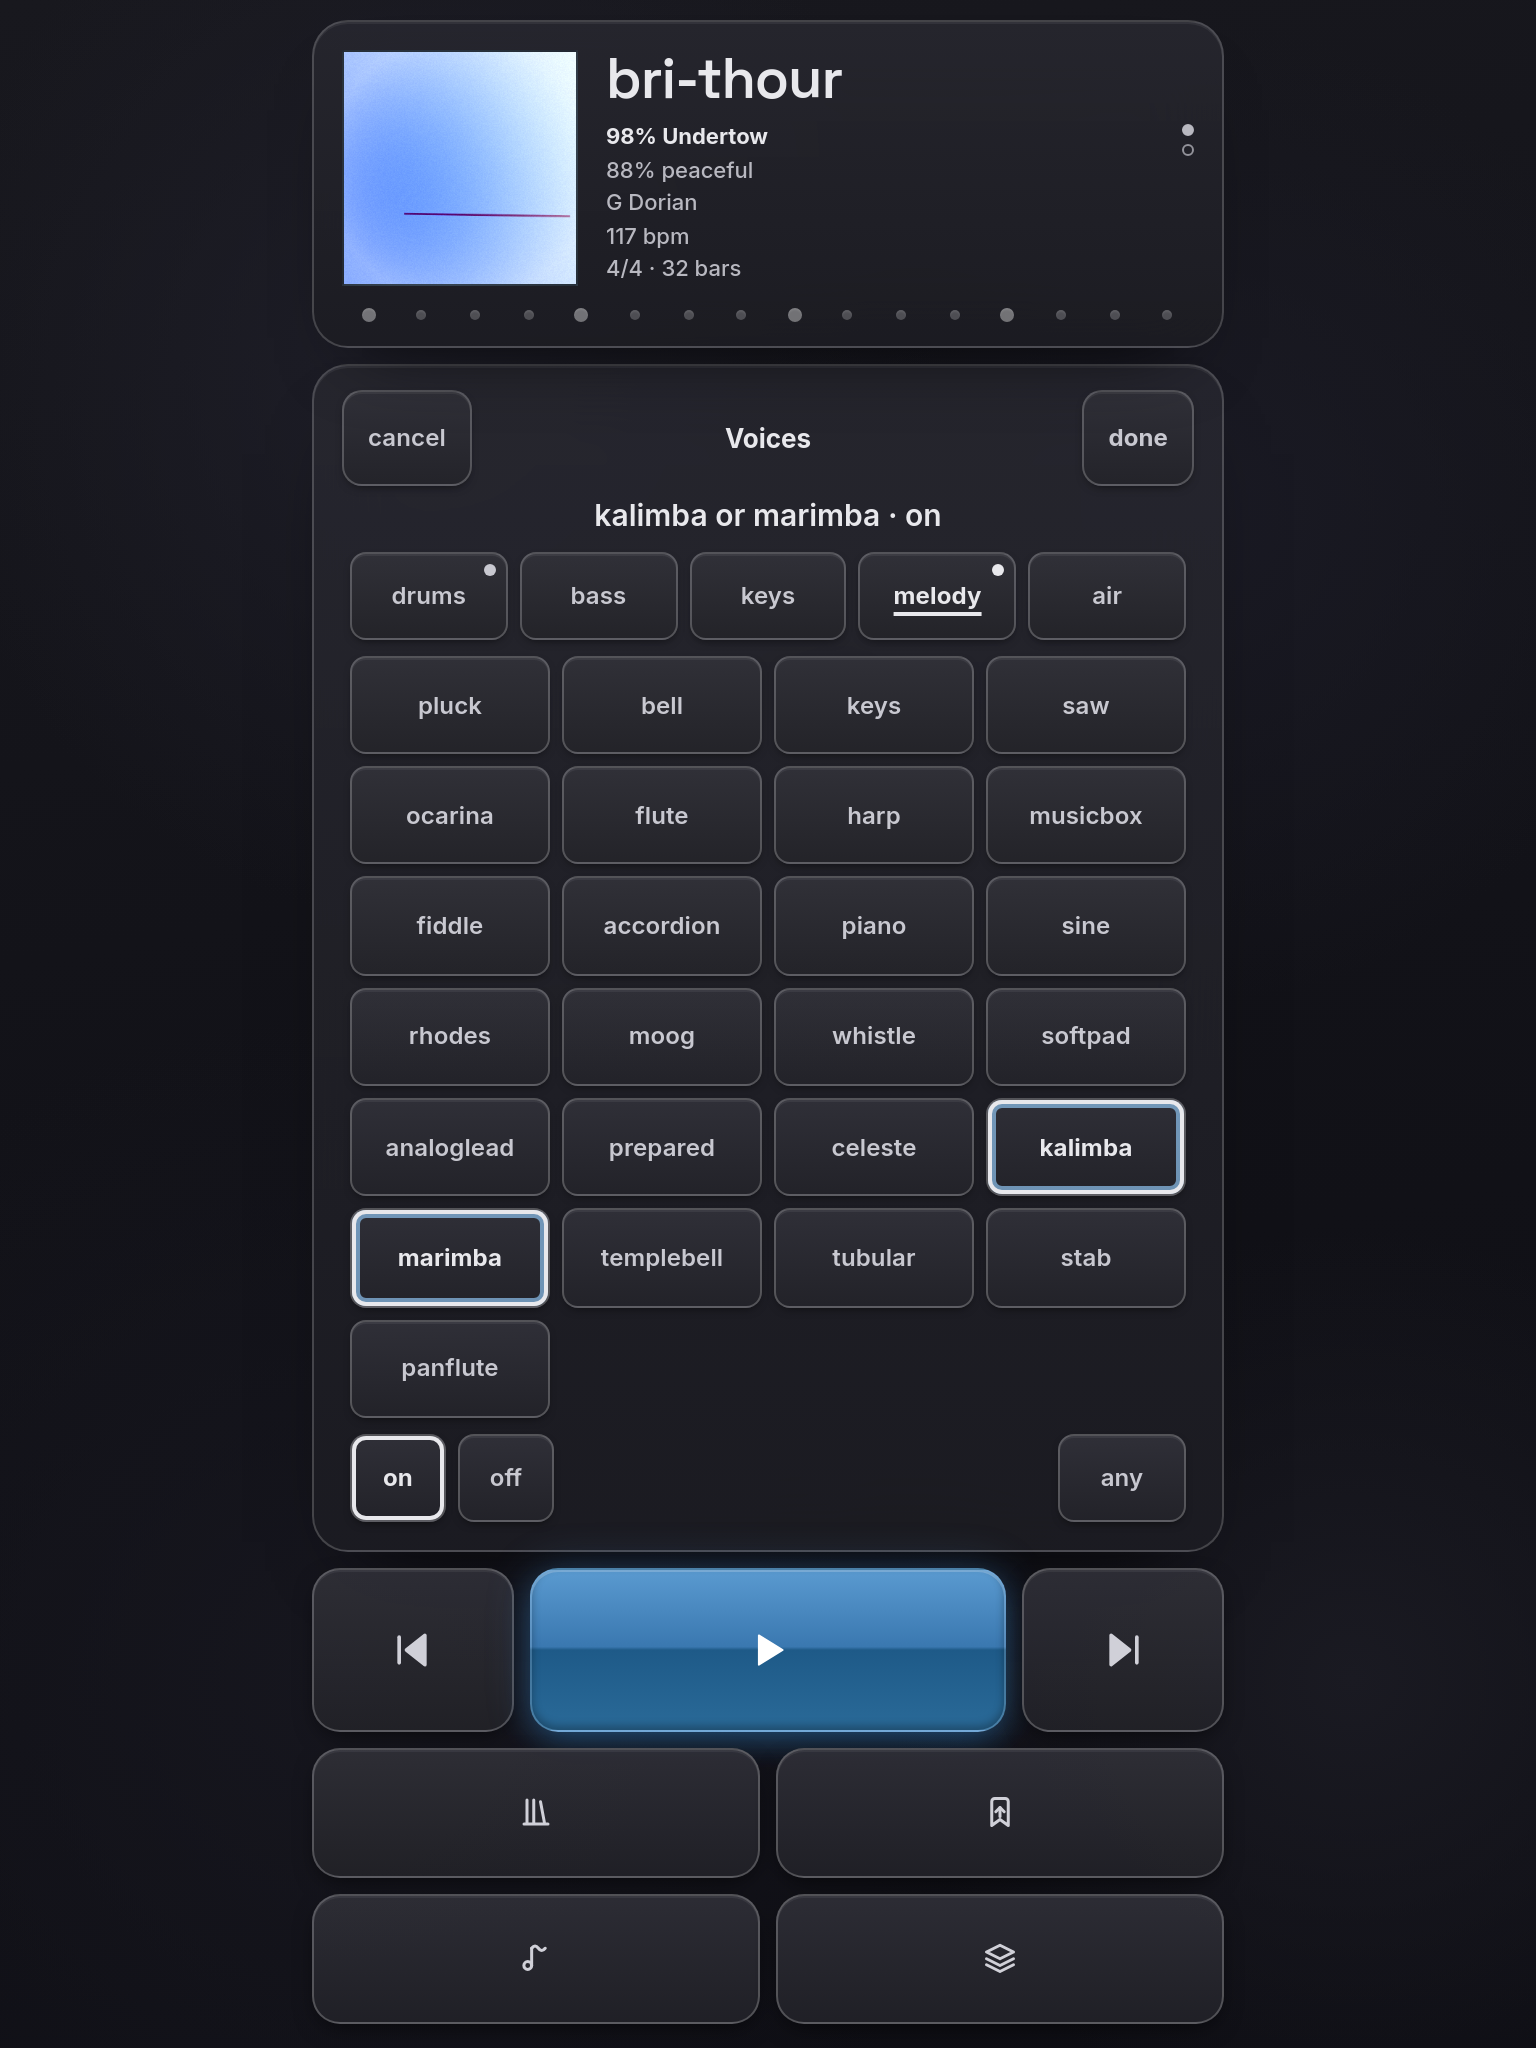 bri-thour
98% Undertow
88% peaceful
G Dorian
117 bpm
4/4 · 32 bars
cancel
Voices
done
kalimba or marimba · on
drums bass keys melody air
pluck bell keys saw
ocarina flute harp musicbox
fiddle accordion piano sine
rhodes moog whistle softpad
analoglead prepared celeste kalimba
marimba templebell tubular stab
panflute
on off any